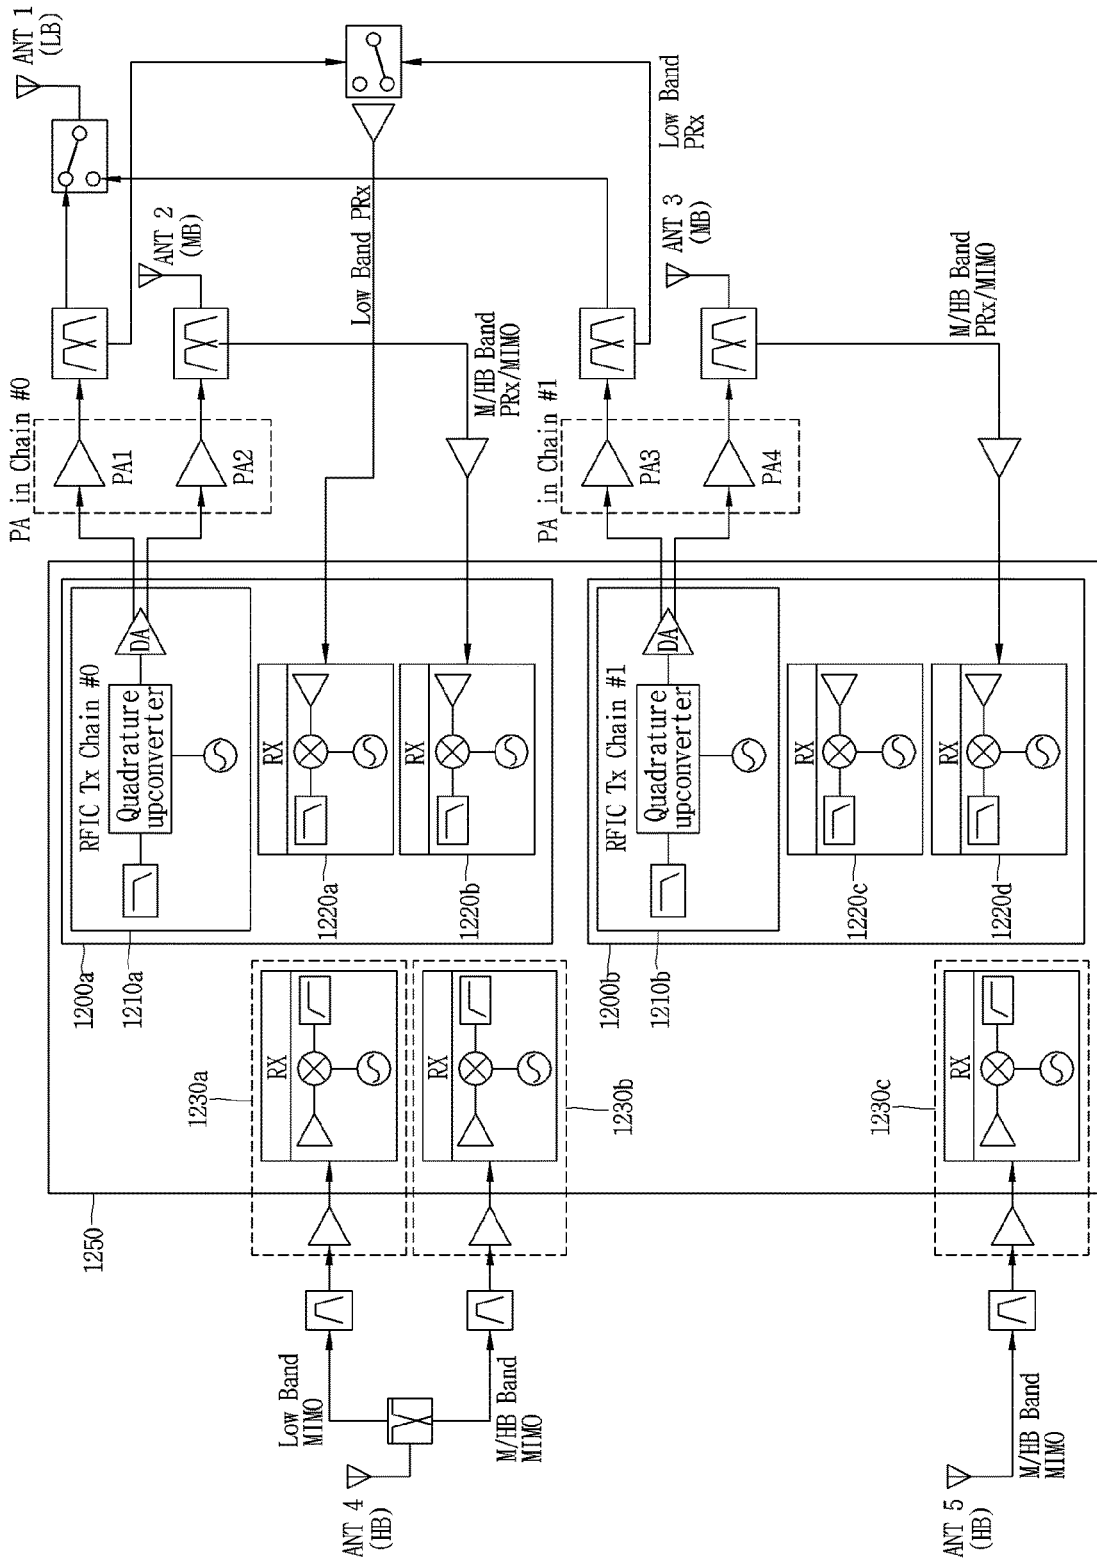 ANT 1
(LB)
ANT 2
(MB)
Low Band PRx
Low Band
PRx
ANT 3
(MB)
PA in Chain #0
PA1
PA2
M/HB Band
PRx/MIMO
PA in Chain #1
PA3
PA4
M/HB Band
PRx/MIMO
RFIC Tx Chain #0
Quadrature
upconverter
DA
RX
RX
1200a
1210a
1220a
1220b
RFIC Tx Chain #1
Quadrature
upconverter
DA
RX
RX
1200b
1210b
1220c
1220d
1230a
RX
RX
1230b
1230c
RX
1250
Low Band
MIMO
M/HB Band
MIMO
ANT 4
(HB)
M/HB Band
MIMO
ANT 5
(HB)